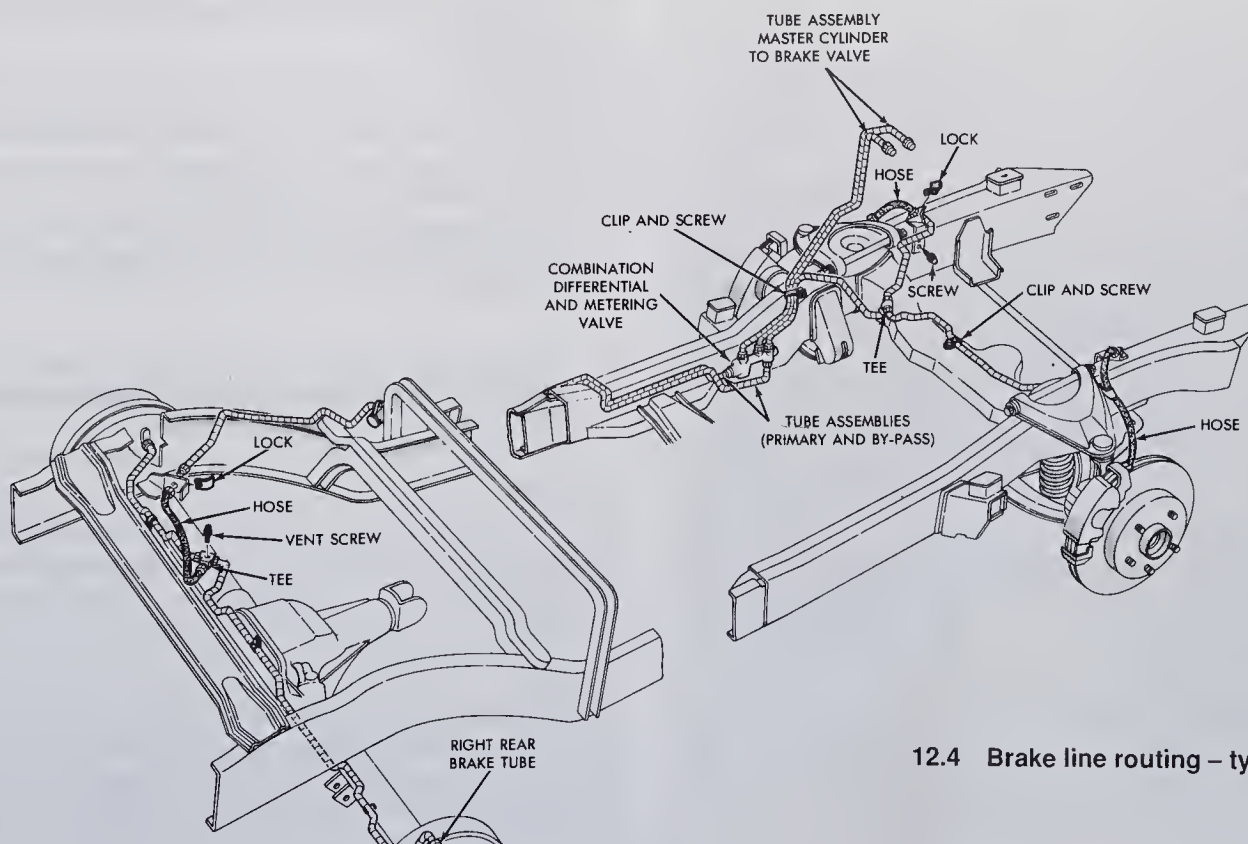 TUBE ASSEMBLY
MASTER CYLINDER
TO BRAKE VALVE
LOCK
HOSE
CLIP AND SCREW
COMBINATION
DIFFERENTIAL
AND METERING
VALVE
SCREW
CLIP AND SCREW
TEE
TUBE ASSEMBLIES
(PRIMARY AND BY-PASS)
HOSE
LOCK
HOSE
VENT SCREW
TEE
RIGHT REAR
BRAKE TUBE
12.4 Brake line routing – ty